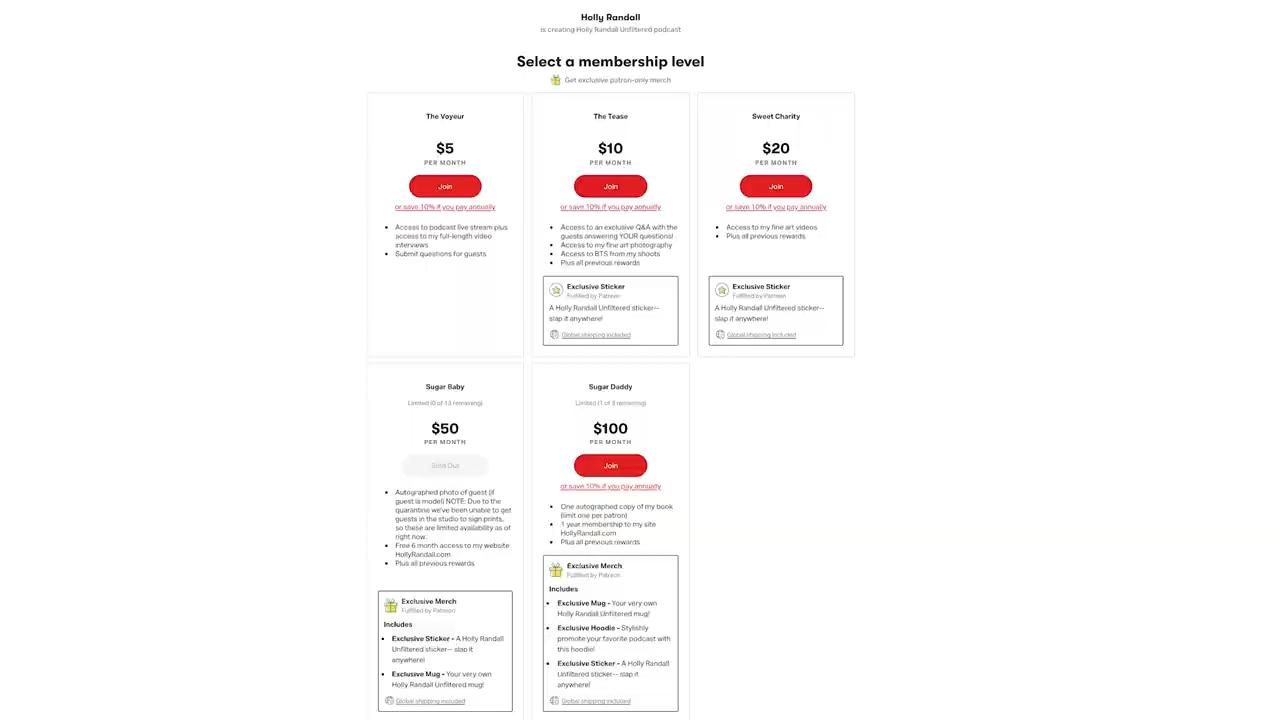 Holly Randall
is creating Holly Randall Unfiltered podcast
Select a membership level
Get exclusive patron-only merch
The Voyeur
$5
PER MONTH
Join
or save 10% if you pay annually
Access to podcast live stream plus
access to my full-length video
interviews
Submit questions for guests
The Tease
$10
PER MONTH
Join
or save 10% if you pay annually
Access to an exclusive Q&A with the
guests answering YOUR questions!
Access to my fine art photography
Access to BTS from my shoots
Plus all previous rewards
Exclusive Sticker
Fulfilled by Patreon
A Holly Randall Unfiltered sticker--
slap it anywhere!
Global shipping included
Sweet Charity
$20
PER MONTH
Join
or save 10% if you pay annually
Access to my fine art videos
Plus all previous rewards
Exclusive Sticker
Fulfilled by Patreon
A Holly Randall Unfiltered sticker--
slap it anywhere!
Global shipping included
Sugar Baby
Limited (0 of 13 remaining)
$50
PER MONTH
Sold Out
Autographed photo of guest (if
guest is model) NOTE: Due to the
quarantine we've been unable to get
guests in the studio to sign prints,
so these are limited availability as of
right now.
Free 6 month access to my website
HollyRandall.com
Plus all previous rewards
Exclusive Merch
Fulfilled by Patreon
Includes
Exclusive Sticker - A Holly Randall
Unfiltered sticker-- slap it
anywhere!
Exclusive Mug - Your very own
Holly Randall Unfiltered mug!
Global shipping included
Sugar Daddy
Limited (1 of 3 remaining)
$100
PER MONTH
Join
or save 10% if you pay annually
One autographed copy of my book
(limit one per patron)
1 year membership to my site
HollyRandall.com
Plus all previous rewards
Exclusive Merch
Fulfilled by Patreon
Includes
Exclusive Mug - Your very own
Holly Randall Unfiltered mug!
Exclusive Hoodie - Stylishly
promote your favorite podcast with
this hoodie!
Exclusive Sticker - A Holly Randall
Unfiltered sticker-- slap it
anywhere!
Global shipping included